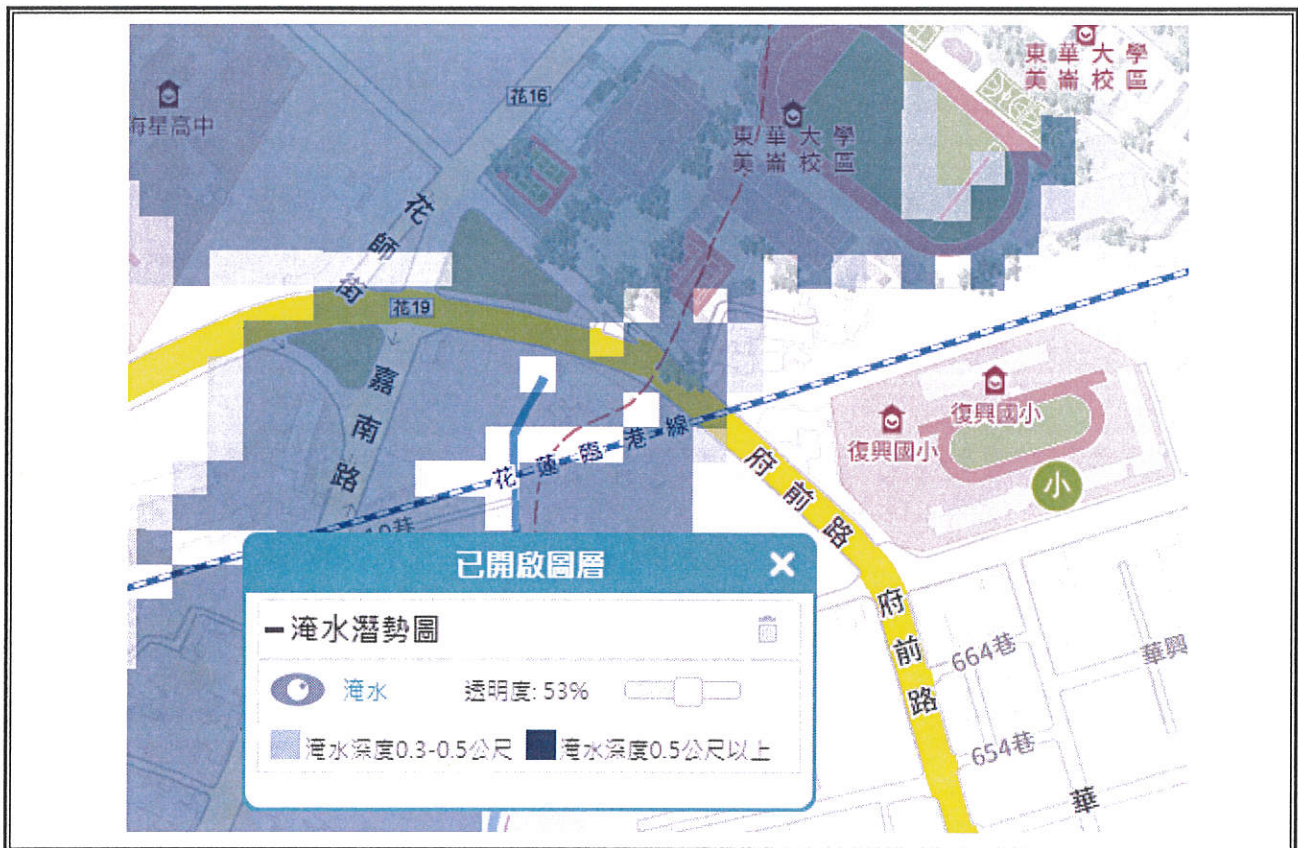 東華大學
美崙校區
花16
海星高中
東華大學
美崙校區
花師街
花19
嘉南路
花蓮臨港線
復興國小
復興國小
小
府前路
已開啟圖層
淹水潛勢圖
府前路
664巷
華興
淹水
透明度: 53%
淹水深度0.3-0.5公尺
淹水深度0.5公尺以上
654巷
華